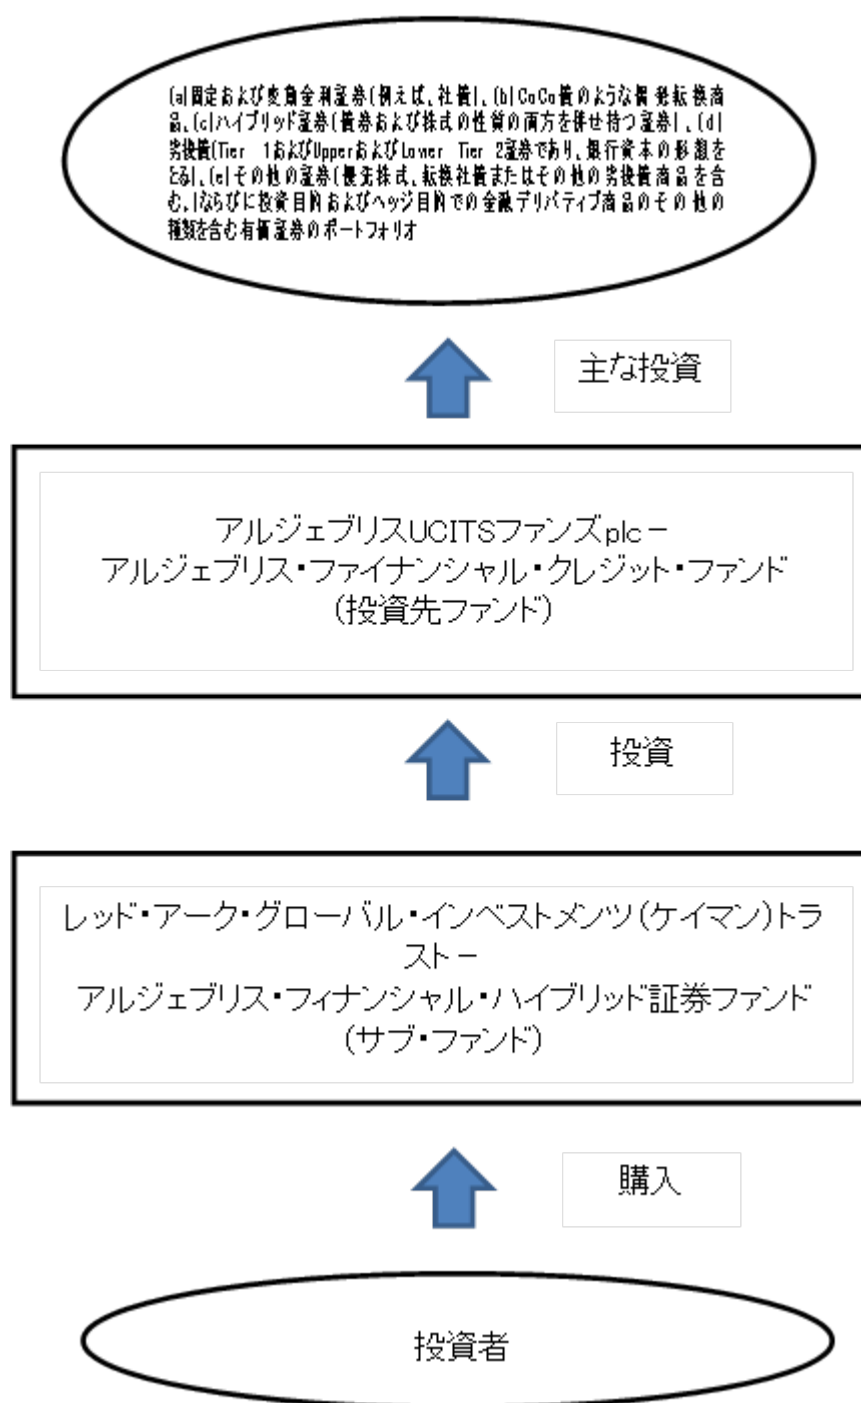 (a)固定および変動金利証券(例えば、社債)、(b)CoCo債のような偶発転換商
品、(c)ハイブリッド証券(債券および株式の性質の両方を併せ持つ証券)、(d)
劣後債(Tier 1およびUpperおよびLower Tier 2証券であり、銀行資本の形態を
とる)、(e)その他の証券(優先株式、転換社債またはその他の劣後債商品を含
む。)ならびに投資目的およびヘッジ目的での金融デリバティブ商品のその他の
種類を含む有価証券のポートフォリオ
主な投資
アルジェブリスUCITSファンズplc－
アルジェブリス・ファイナンシャル・クレジット・ファンド
(投資先ファンド)
投資
レッド・アーク・グローバル・インベストメンツ(ケイマン)トラ
スト－
アルジェブリス・フィナンシャル・ハイブリッド証券ファンド
(サブ・ファンド)
購入
投資者